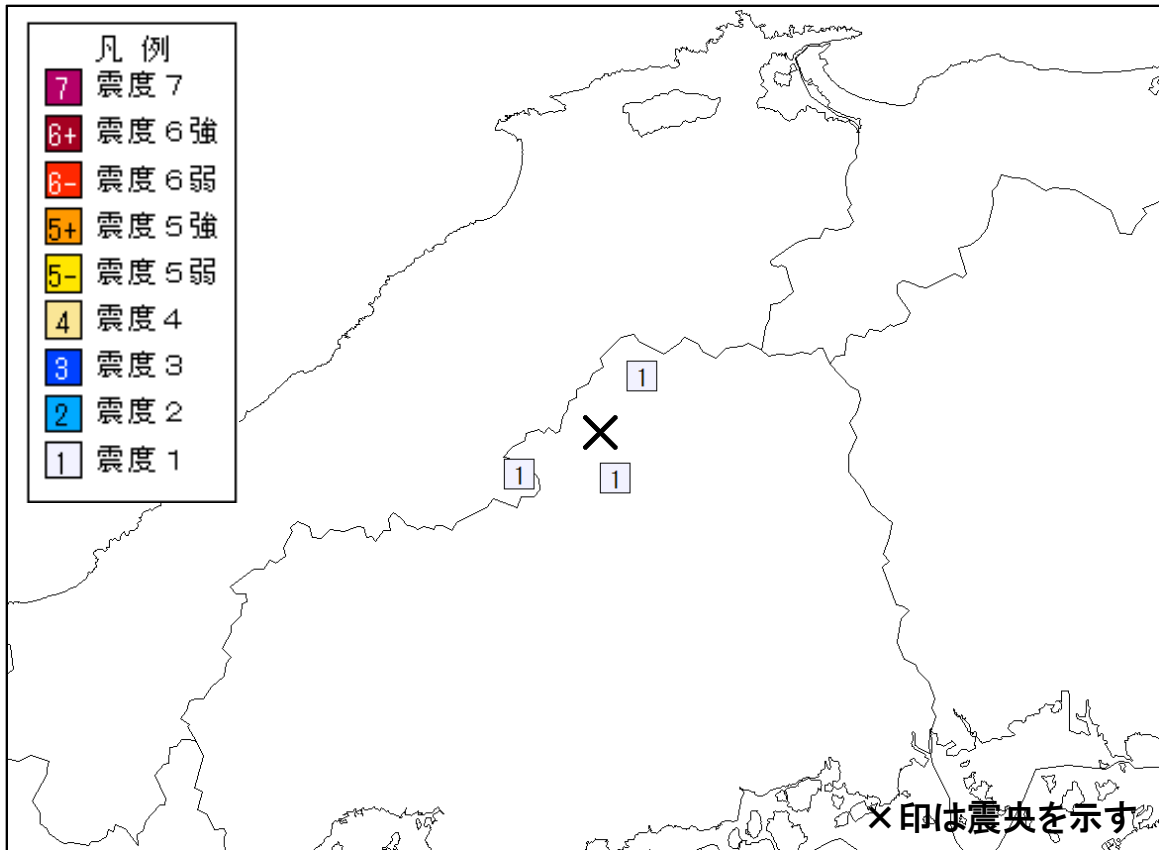 凡 例
7 震度７
6+ 震度６強
6- 震度６弱
5+ 震度５強
5- 震度５弱
4 震度４
3 震度３
2 震度２
1 震度１
1
1
1
×印は震央を示す